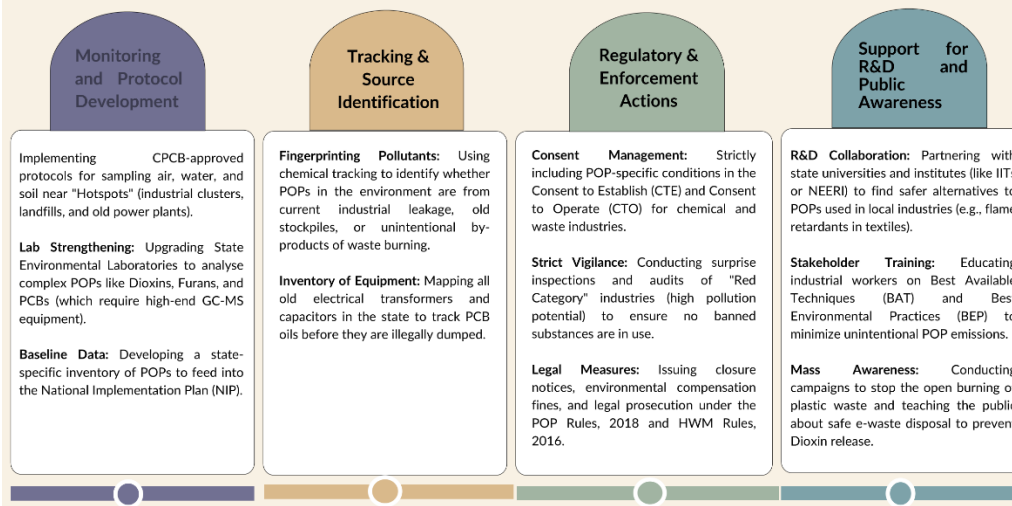 Monitoring
and Protocol
Development
Implementing CPCB-approved
protocols for sampling air, water, and
soil near "Hotspots" (industrial clusters,
landfills, and old power plants).
Lab Strengthening: Upgrading State
Environmental Laboratories to analyse
complex POPs like Dioxins, Furans, and
PCBs (which require high-end GC-MS
equipment).
Baseline Data: Developing a state-
specific inventory of POPs to feed into
the National Implementation Plan (NIP).
Tracking &
Source
Identification
Fingerprinting Pollutants: Using
chemical tracking to identify whether
POPs in the environment are from
current industrial leakage, old
stockpiles, or unintentional by-
products of waste burning.
Inventory of Equipment: Mapping all
old electrical transformers and
capacitors in the state to track PCB
oils before they are illegally dumped.
Regulatory &
Enforcement
Actions
Consent Management: Strictly
including POP-specific conditions in the
Consent to Establish (CTE) and Consent
to Operate (CTO) for chemical and
waste industries.
Strict Vigilance: Conducting surprise
inspections and audits of "Red
Category" industries (high pollution
potential) to ensure no banned
substances are in use.
Legal Measures: Issuing closure
notices, environmental compensation
fines, and legal prosecution under the
POP Rules, 2018 and HWM Rules,
2016.
Support for
R&D and
Public
Awareness
R&D Collaboration: Partnering with
state universities and institutes (like IITs
or NEERI) to find safer alternatives to
POPs used in local industries (e.g., flame
retardants in textiles).
Stakeholder Training: Educating
industrial workers on Best Available
Techniques (BAT) and Bes
Environmental Practices (BEP) to
minimize unintentional POP emissions.
Mass Awareness: Conducting
campaigns to stop the open burning o
plastic waste and teaching the public
about safe e-waste disposal to preven
Dioxin release.